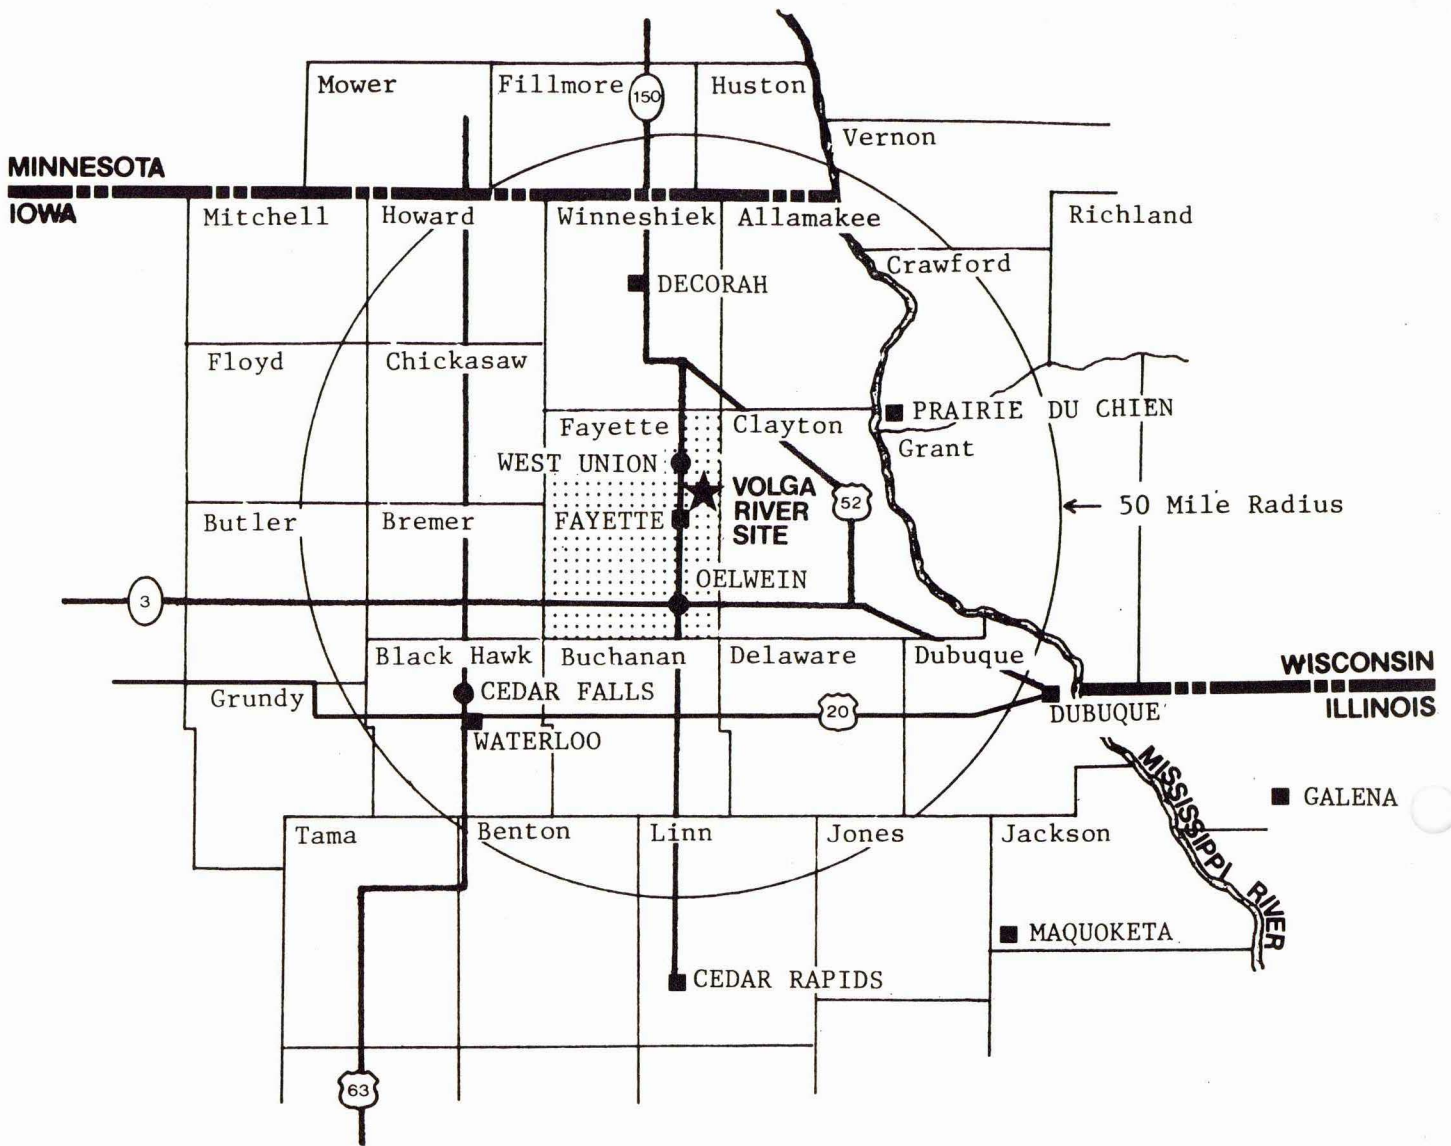 Mower
Fillmore
150
Huston
Vernon
MINNESOTA
IOWA
Mitchell
Howard
Winneshiek
Allamakee
Richland
Crawford
DECORAH
Floyd
Chickasaw
PRAIRIE DU CHIEN
Fayette
Clayton
Grant
WEST UNION
VOLGA
RIVER
SITE
52
50 Mile Radius
Butler
Bremer
FAYETTE
OELWEIN
3
Black Hawk
Buchanan
Delaware
Dubuque
WISCONSIN
ILLINOIS
Grundy
CEDAR FALLS
20
DUBUQUE
WATERLOO
MISSISSIPPI RIVER
GALENA
Tama
Benton
Linn
Jones
Jackson
MAQUOKETA
CEDAR RAPIDS
63